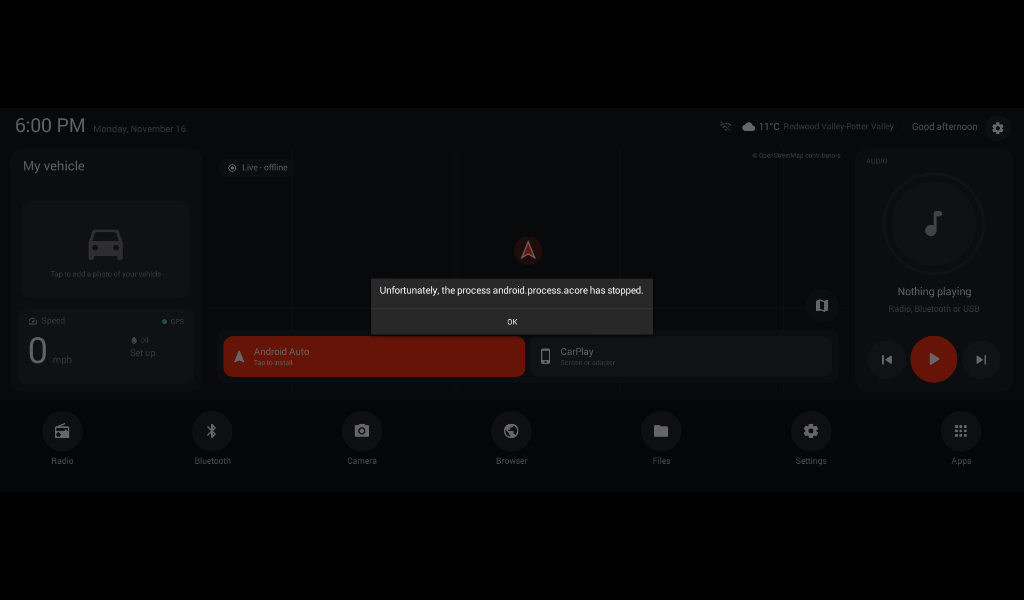 6:00 PM Monday, November 16
11°C Redwood Valley-Potter Valley Good afternoon
My vehicle
Tap to add a photo of your vehicle
Speed GPS
0 mph
Oil
Set up
Live - offline
© OpenStreetMap contributors
Unfortunately, the process android.process.acore has stopped.
OK
Android Auto
Tap to install
CarPlay
Screen or adapter
AUDIO
Nothing playing
Radio, Bluetooth or USB
Radio
Bluetooth
Camera
Browser
Files
Settings
Apps